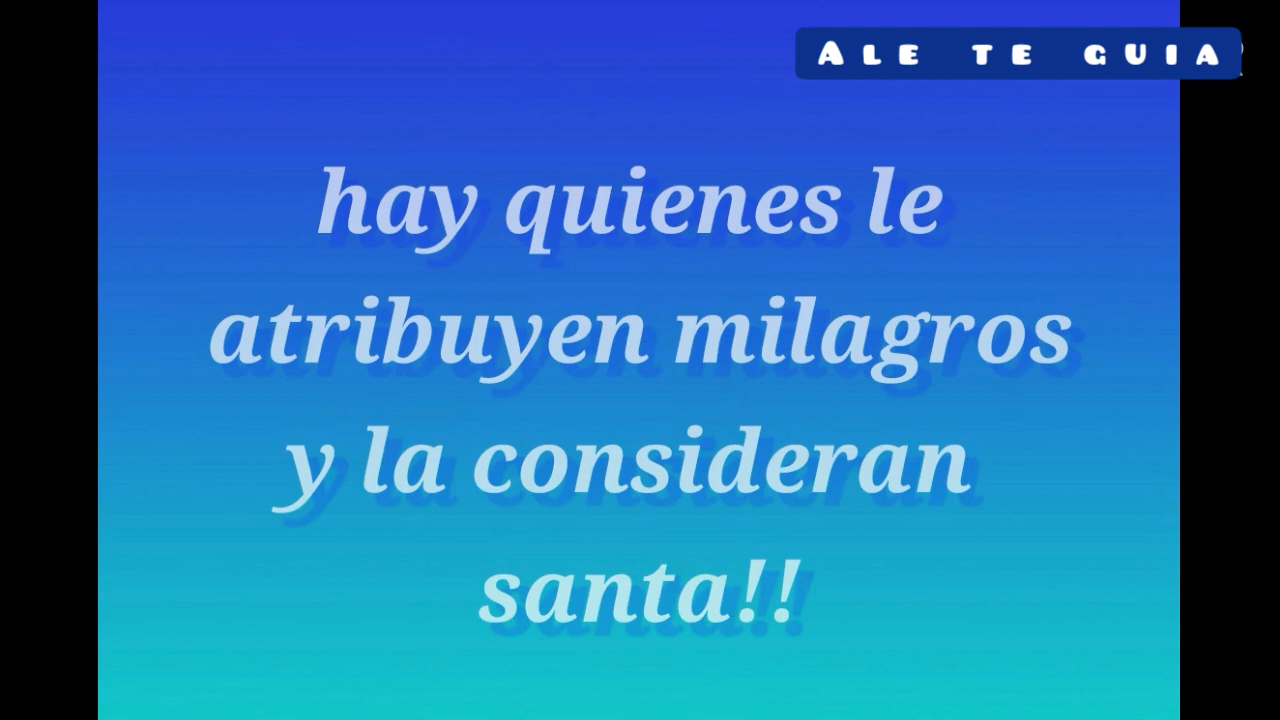 ALE TE GUIA
hay quienes le
atribuyen milagros
y la consideran
santa!!